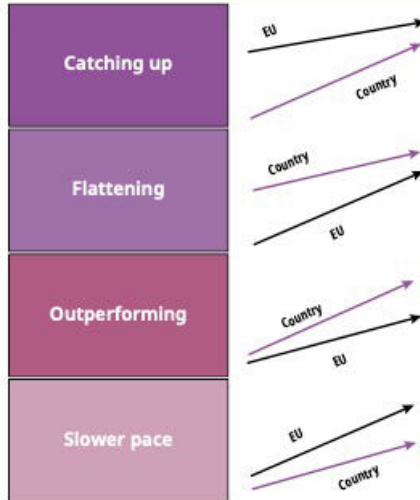 Catching up
EU
Country
Flattening
Country
EU
Outperforming
Country
EU
Slower pace
EU
Country